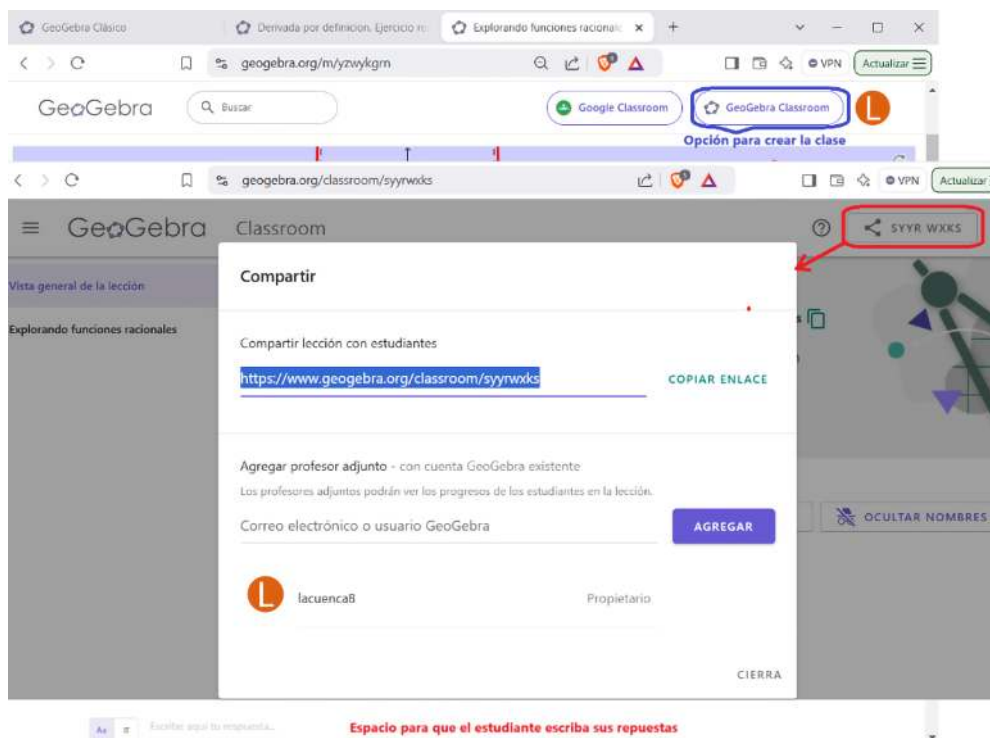 GeoGebra Clásico
Derivada por definicion. Ejercicio re
Explorando funciones racionale
geogebra.org/m/yzwykgrn
VPN
Actualizar
GeoGebra
Buscar
Google Classroom
GeoGebra Classroom
L
Opción para crear la clase
geogebra.org/classroom/syyrwxks
VPN
Actualizar
GeoGebra
Classroom
SYYR WXKS
Vista general de la lección
Compartir
Explorando funciones racionales
Compartir lección con estudiantes
https://www.geogebra.org/classroom/syyrwxks
COPIAR ENLACE
Agregar profesor adjunto - con cuenta GeoGebra existente
Los profesores adjuntos podrán ver los progresos de los estudiantes en la lección.
Correo electrónico o usuario GeoGebra
AGREGAR
OCULTAR NOMBRES
L
lacuenca8
Propietario
CIERRA
Aa π
Escribe aquí tu respuesta...
Espacio para que el estudiante escriba sus repuestas